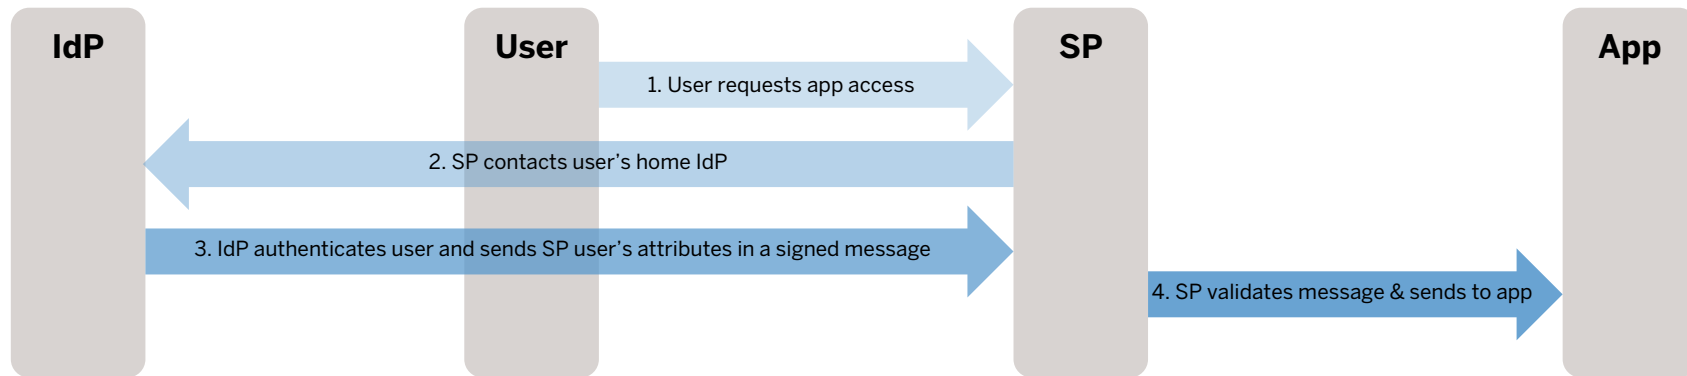 IdP
User
SP
App
1. User requests app access
2. SP contacts user’s home IdP
3. IdP authenticates user and sends SP user’s attributes in a signed message
4. SP validates message & sends to app